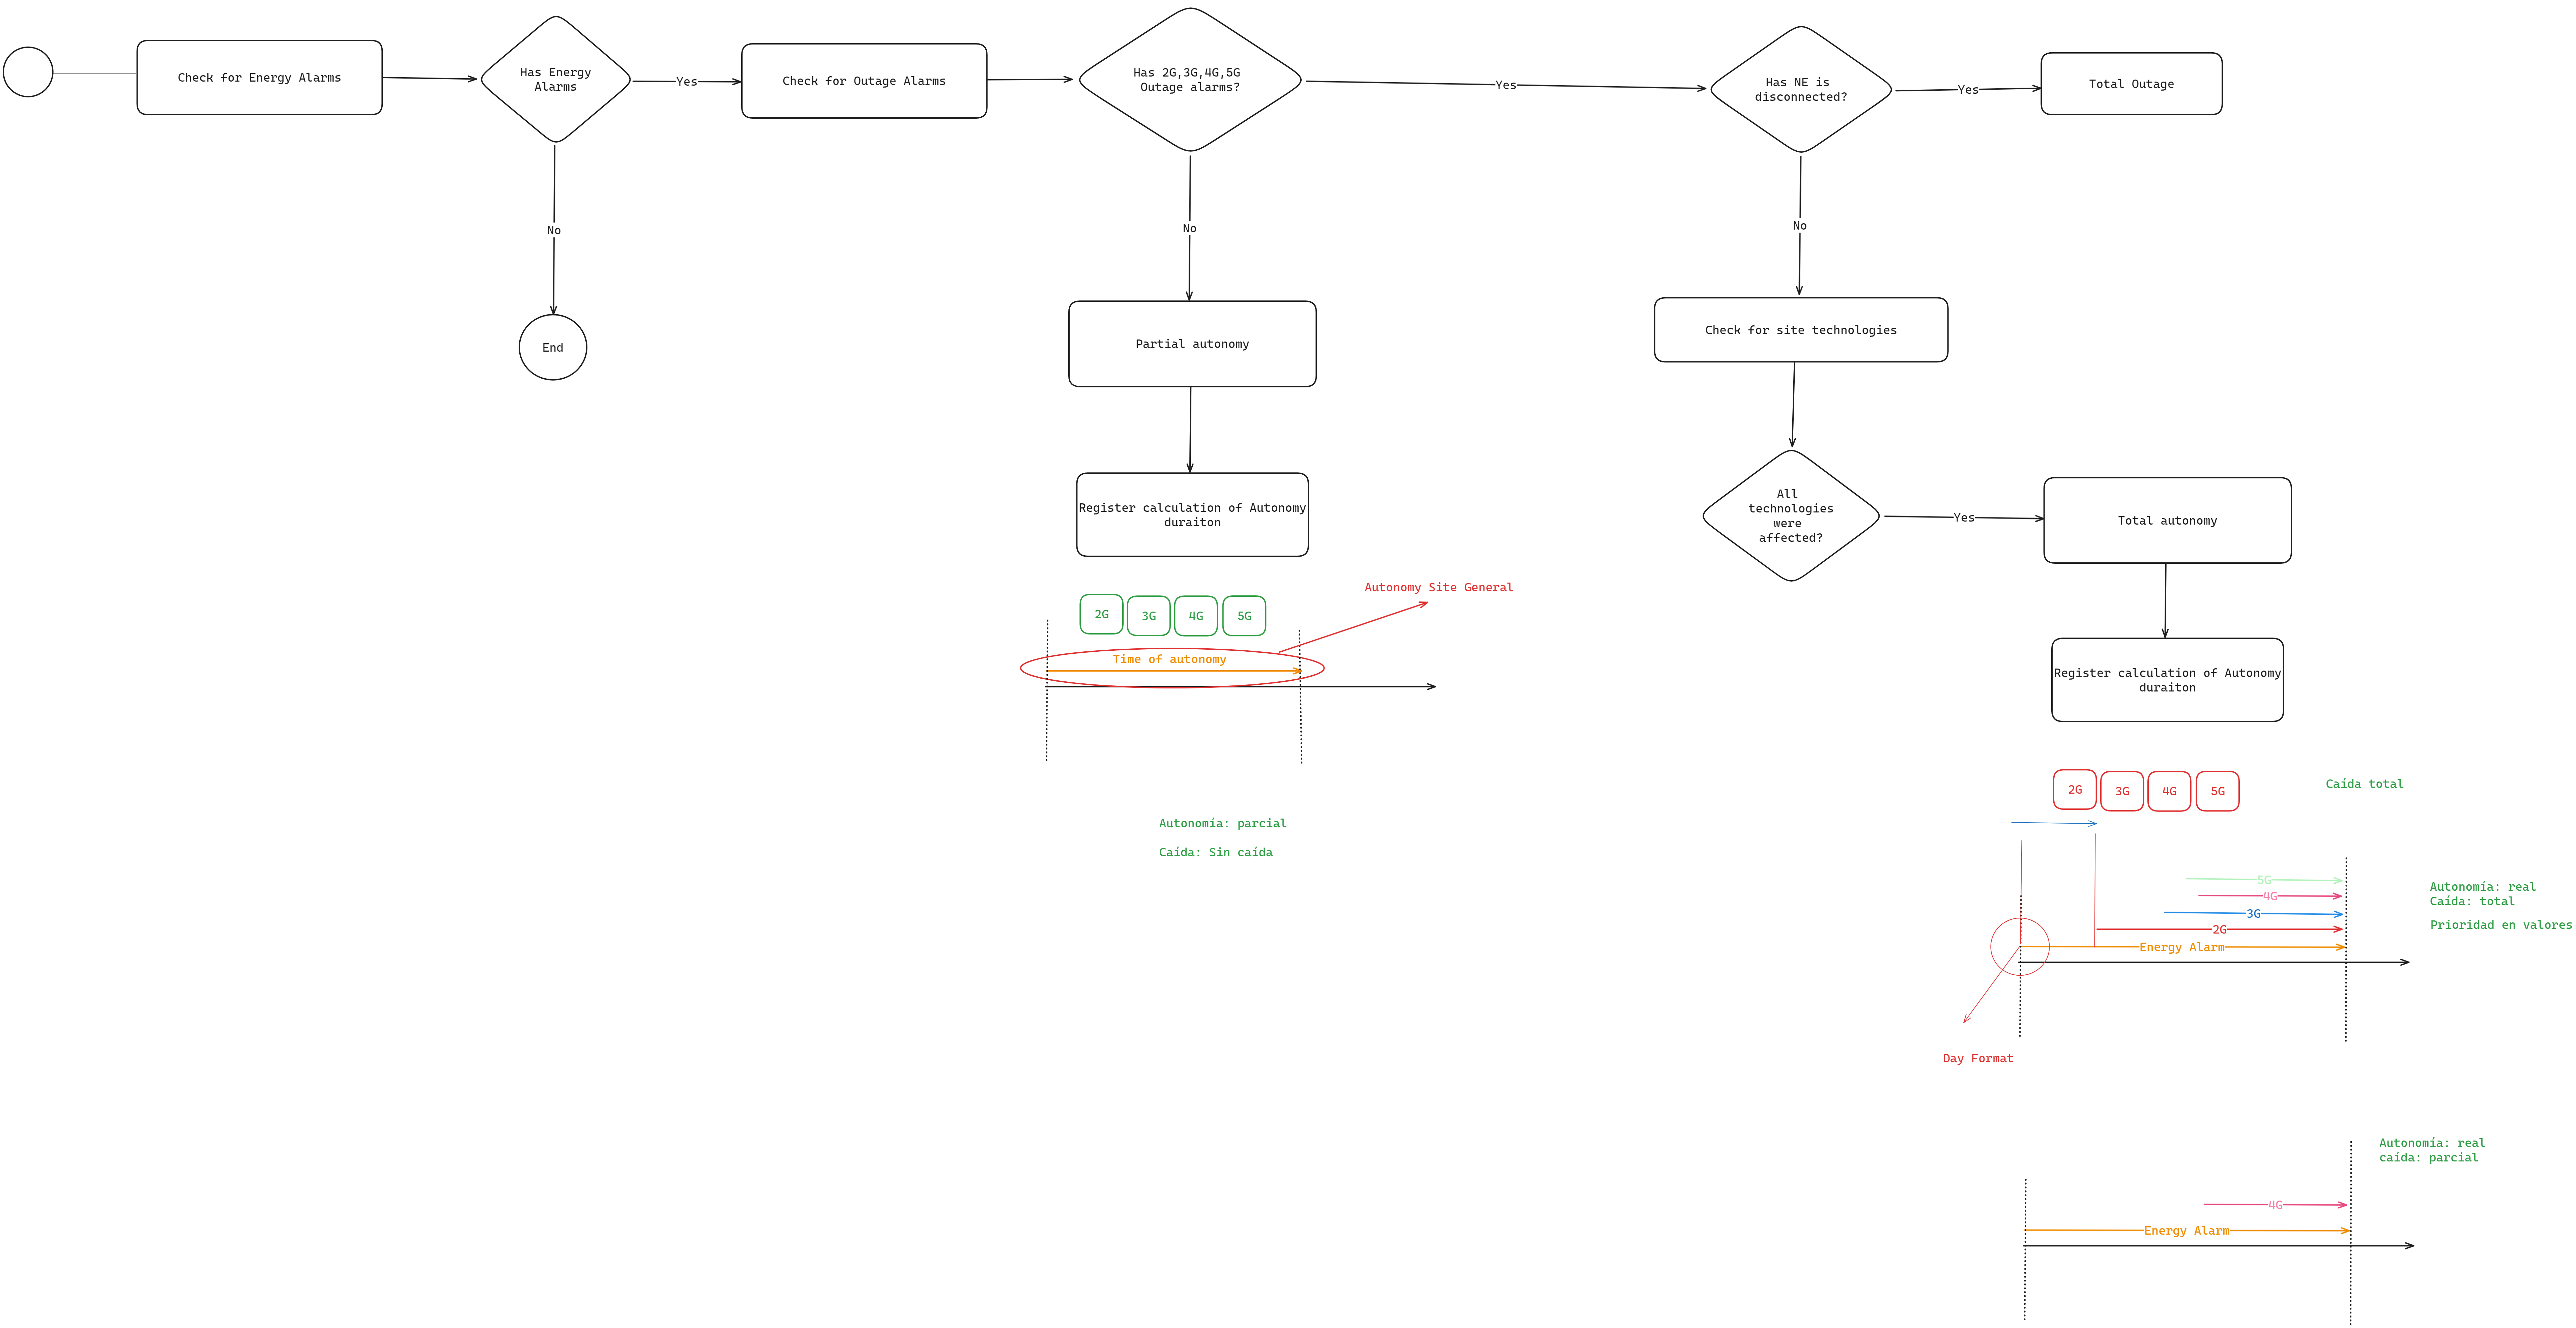 Check for Energy Alarms
Has Energy
Alarms
Yes
Check for Outage Alarms
Has 2G,3G,4G,5G
Outage alarms?
Yes
Has NE is
disconnected?
Yes
Total Outage
No
No
No
End
Partial autonomy
Check for site technologies
Register calculation of Autonomy
duraiton
All
technologies
were
affected?
Yes
Total autonomy
Register calculation of Autonomy
duraiton
Autonomy Site General
2G
3G
4G
5G
Time of autonomy
Autonomía: parcial
Caída: Sin caída
2G
3G
4G
5G
Caida total
5G
4G
3G
2G
Energy Alarm
Autonomía: real
Caída: total
Prioridad en valores
Day Format
Autonomía: real
caída: parcial
4G
Energy Alarm